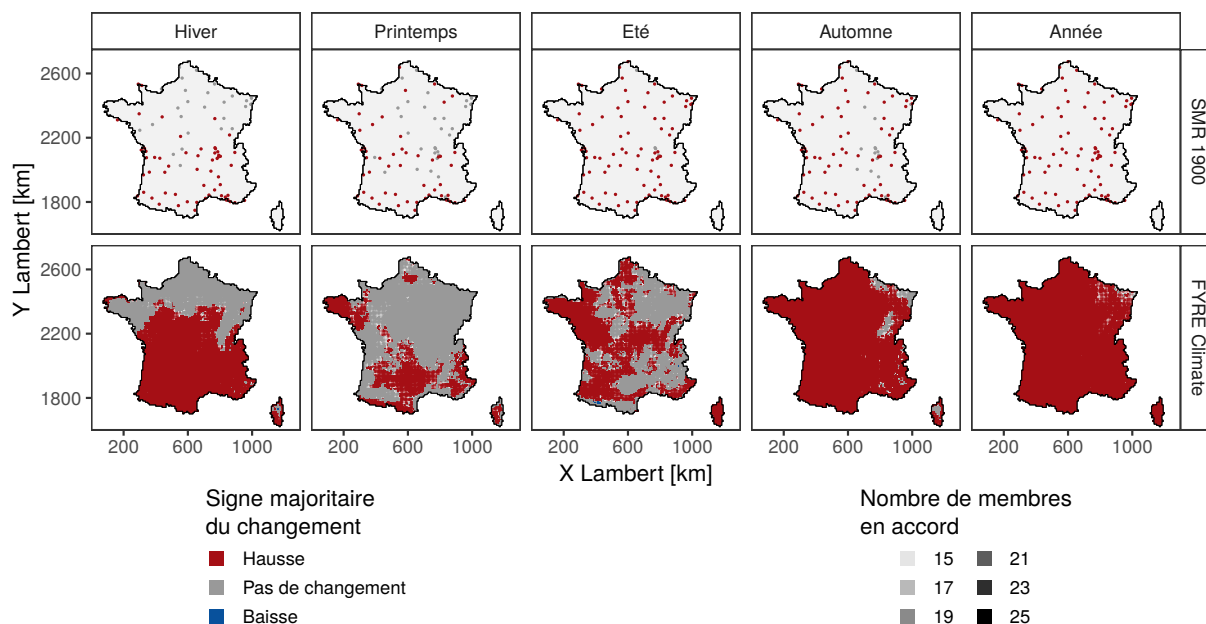 Hiver Printemps Eté Automne Année
2600
2200
1800
SMR 1900
Y Lambert [km]
2600
2200
1800
FYRE Climate
200 600 1000 200 600 1000 200 600 1000 200 600 1000 200 600 1000
X Lambert [km]
Signe majoritaire
du changement
Hausse
Pas de changement
Baisse
Nombre de membres
en accord
15 21
17 23
19 25